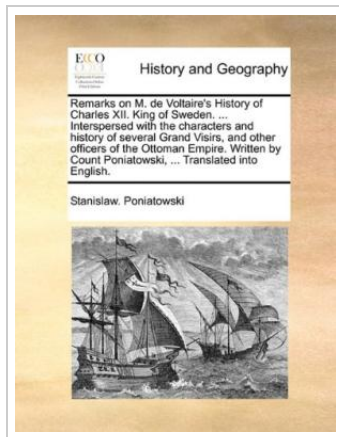 ECCO
History and Geography
Remarks on M. de Voltaire's History of
Charles XII. King of Sweden. ...
Interspersed with the characters and
history of several Grand Visirs, and other
officers of the Ottoman Empire. Written by
Count Poniatowski, ... Translated into
English.
Stanislaw. Poniatowski